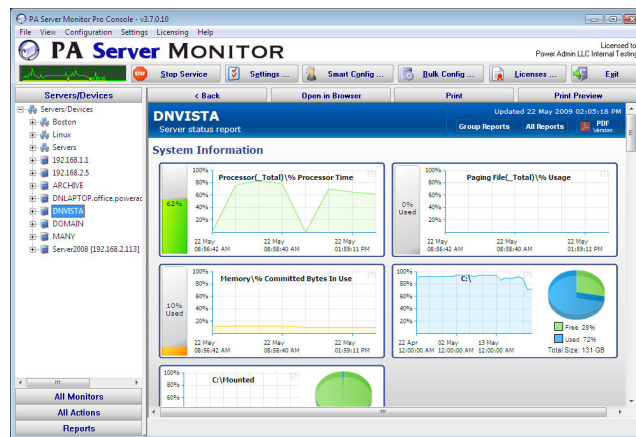 PA Server Monitor Pro Console - v3.7.0.10
File View Configuration Settings Licensing Help
PA Server Monitor
Licensed to
Power Admin LLC Internal Testing
STOP
Stop Service
Settings ...
Smart Config ...
Bulk Config ...
Licenses ...
Exit
Servers/Devices
< Back
Open in Browser
Print
Print Preview
Servers/Devices
Boston
Linux
Servers
192.168.1.1
192.168.2.5
ARCHIVE
DNLAPTOP.office.powerac
DNVISTA
DOMAIN
MANY
Server2008 [192.168.2.113]
All Monitors
All Actions
Reports
DNVISTA
Server status report
Updated 22 May 2009 02:05:18 PM
Group Reports
All Reports
PDF
Version
System Information
62%
Processor(_Total)\% Processor Time
[?]
100%
80%
60%
40%
20%
22 May 22 May 22 May
08:56:42 AM 08:58:40 AM 01:59:11 PM
0%
Used
Paging File(_Total)\% Usage
[?]
100%
80%
60%
40%
20%
22 May 22 May 22 May
08:56:42 AM 08:58:40 AM 01:59:11 PM
10%
Used
Memory\% Committed Bytes In Use
[?]
100%
80%
60%
40%
20%
22 May 22 May 22 May
08:56:42 AM 08:58:40 AM 01:59:11 PM
C:\
[?]
100%
80%
60%
40%
20%
22 Apr 02 May 13 May
12:00:00 AM 12:00:00 AM 12:00:00 AM
Free 28%
Used 72%
Total Size: 131 GB
C:\Mounted
[?]
100%
80%
60%